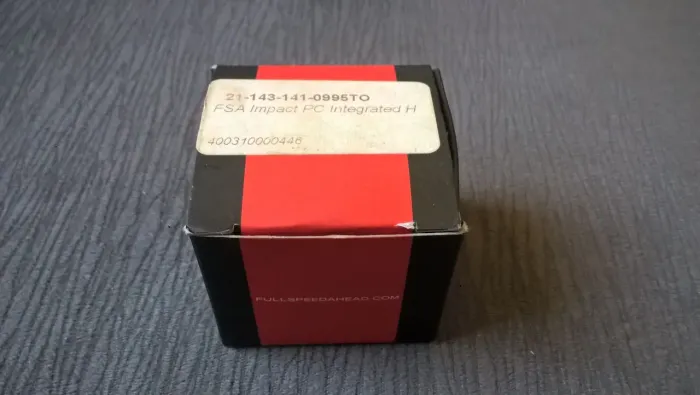 21-143-141-0995TO
FSA Impact PC Integrated H
400310000446
FULLSPEEDAHEAD.COM